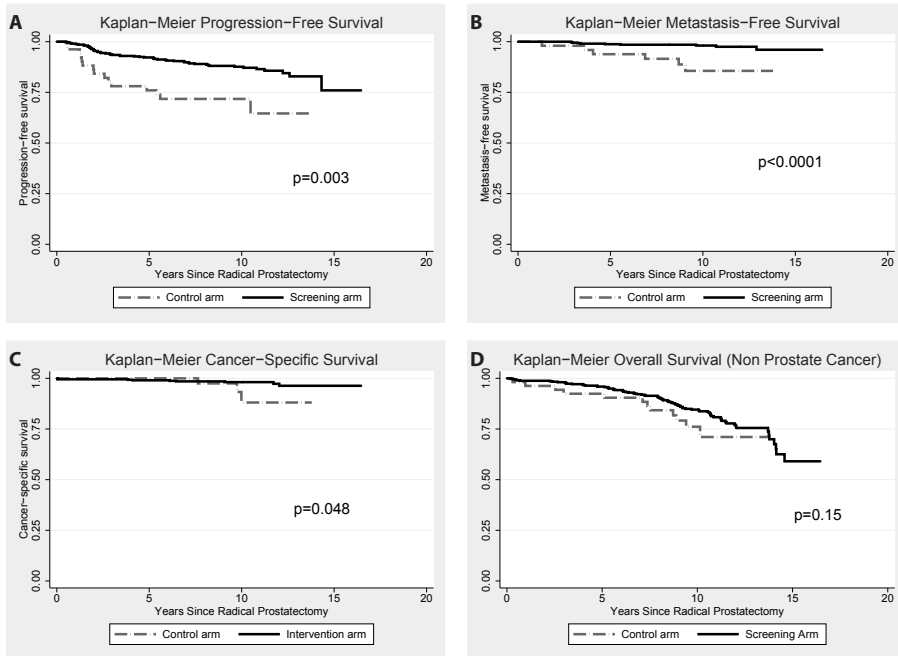 A Kaplan−Meier Progression−Free Survival
Progression−free survival
1.00
0.75
0.50
0.25
0.00
p=0.003
0 5 10 15 20
Years Since Radical Prostatectomy
Control arm Screening arm
B Kaplan−Meier Metastasis−Free Survival
Metastasis−free survival
1.00
0.75
0.50
0.25
0.00
p<0.0001
0 5 10 15 20
Years Since Radical Prostatectomy
Control arm Screening arm
C Kaplan−Meier Cancer−Specific Survival
Cancer−specific survival
1.00
0.75
0.50
0.25
0.00
p=0.048
0 5 10 15 20
Years Since Radical Prostatectomy
Control arm Intervention arm
D Kaplan−Meier Overall Survival (Non Prostate Cancer)
1.00
0.75
0.50
0.25
0.00
p=0.15
0 5 10 15 20
Years Since Radical Prostatectomy
Control arm Screening Arm